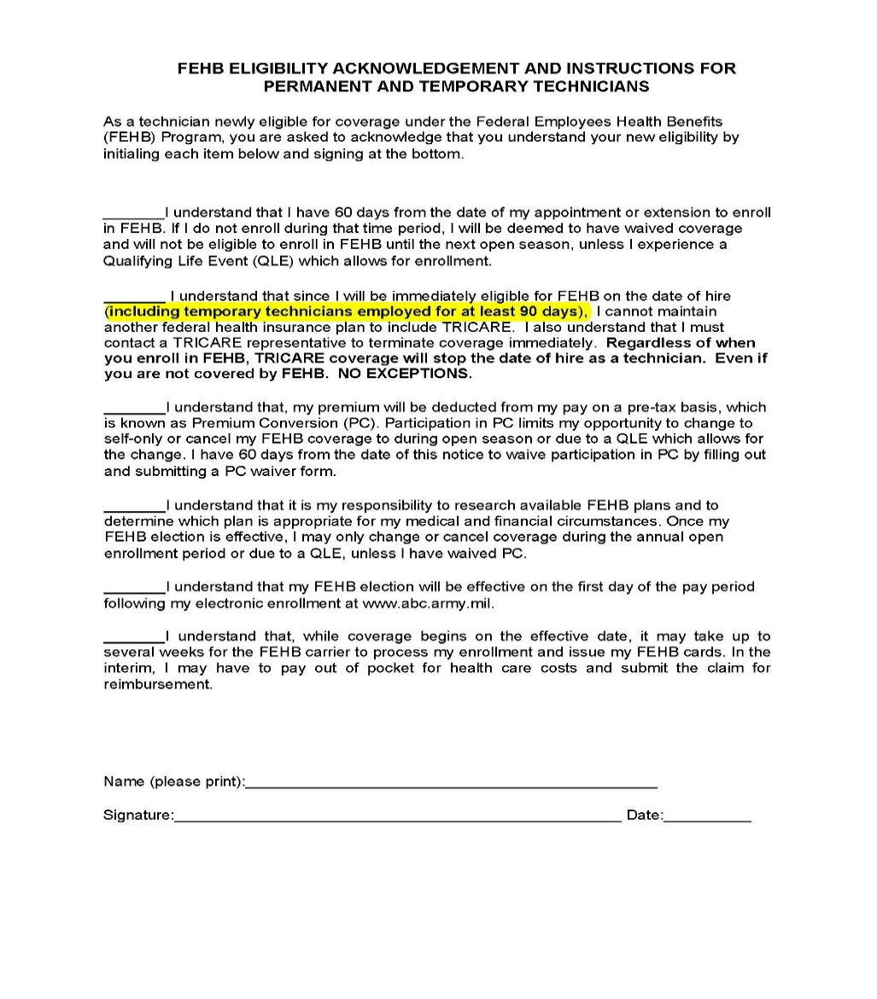 FEHB ELIGIBILITY ACKNOWLEDGEMENT AND INSTRUCTIONS FOR
PERMANENT AND TEMPORARY TECHNICIANS
As a technician newly eligible for coverage under the Federal Employees Health Benefits
(FEHB) Program, you are asked to acknowledge that you understand your new eligibility by
initialing each item below and signing at the bottom.
________I understand that I have 60 days from the date of my appointment or extension to enroll
in FEHB. If I do not enroll during that time period, I will be deemed to have waived coverage
and will not be eligible to enroll in FEHB until the next open season, unless I experience a
Qualifying Life Event (QLE) which allows for enrollment.
________ I understand that since I will be immediately eligible for FEHB on the date of hire
(including temporary technicians employed for at least 90 days), I cannot maintain
another federal health insurance plan to include TRICARE. I also understand that I must
contact a TRICARE representative to terminate coverage immediately. Regardless of when
you enroll in FEHB, TRICARE coverage will stop the date of hire as a technician. Even if
you are not covered by FEHB. NO EXCEPTIONS.
________I understand that, my premium will be deducted from my pay on a pre-tax basis, which
is known as Premium Conversion (PC). Participation in PC limits my opportunity to change to
self-only or cancel my FEHB coverage to during open season or due to a QLE which allows for
the change. I have 60 days from the date of this notice to waive participation in PC by filling out
and submitting a PC waiver form.
________I understand that it is my responsibility to research available FEHB plans and to
determine which plan is appropriate for my medical and financial circumstances. Once my
FEHB election is effective, I may only change or cancel coverage during the annual open
enrollment period or due to a QLE, unless I have waived PC.
________I understand that my FEHB election will be effective on the first day of the pay period
following my electronic enrollment at www.abc.army.mil.
________I understand that, while coverage begins on the effective date, it may take up to
several weeks for the FEHB carrier to process my enrollment and issue my FEHB cards. In the
interim, I may have to pay out of pocket for health care costs and submit the claim for
reimbursement.
Name (please print):______________________________________________________
Signature:__________________________________________________________ Date:___________